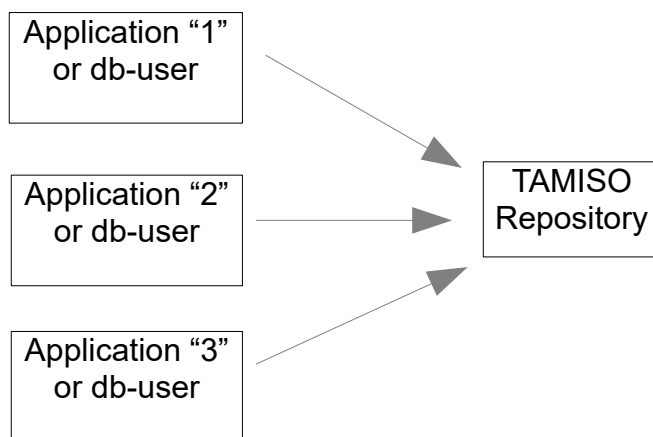 Application “1”
or db-user
Application “2”
or db-user
TAMISO
Repository
Application “3”
or db-user